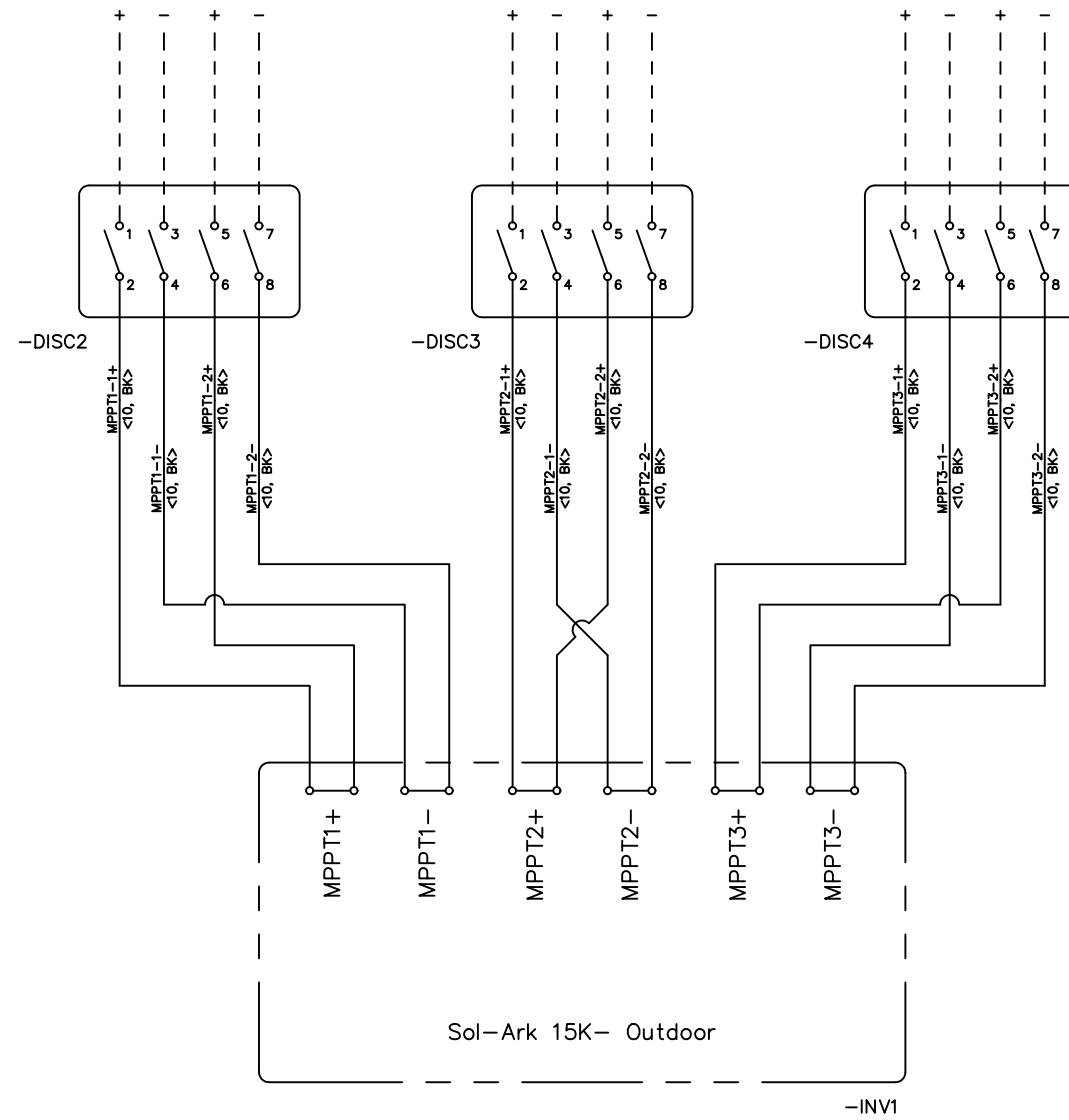 + − + − + − + − + − + −
1 3 5 7 1 3 5 7 1 3 5 7
2 4 6 8 2 4 6 8 2 4 6 8
−DISC2 −DISC3 −DISC4
MPPT1−1+
<10, BK>
MPPT1−1−
<10, BK>
MPPT1−2+
<10, BK>
MPPT1−2−
<10, BK>
MPPT2−1+
<10, BK>
MPPT2−1−
<10, BK>
MPPT2−2+
<10, BK>
MPPT2−2−
<10, BK>
MPPT3−1+
<10, BK>
MPPT3−1−
<10, BK>
MPPT3−2+
<10, BK>
MPPT3−2−
<10, BK>
MPPT1+
MPPT1−
MPPT2+
MPPT2−
MPPT3+
MPPT3−
Sol−Ark 15K− Outdoor
−INV1